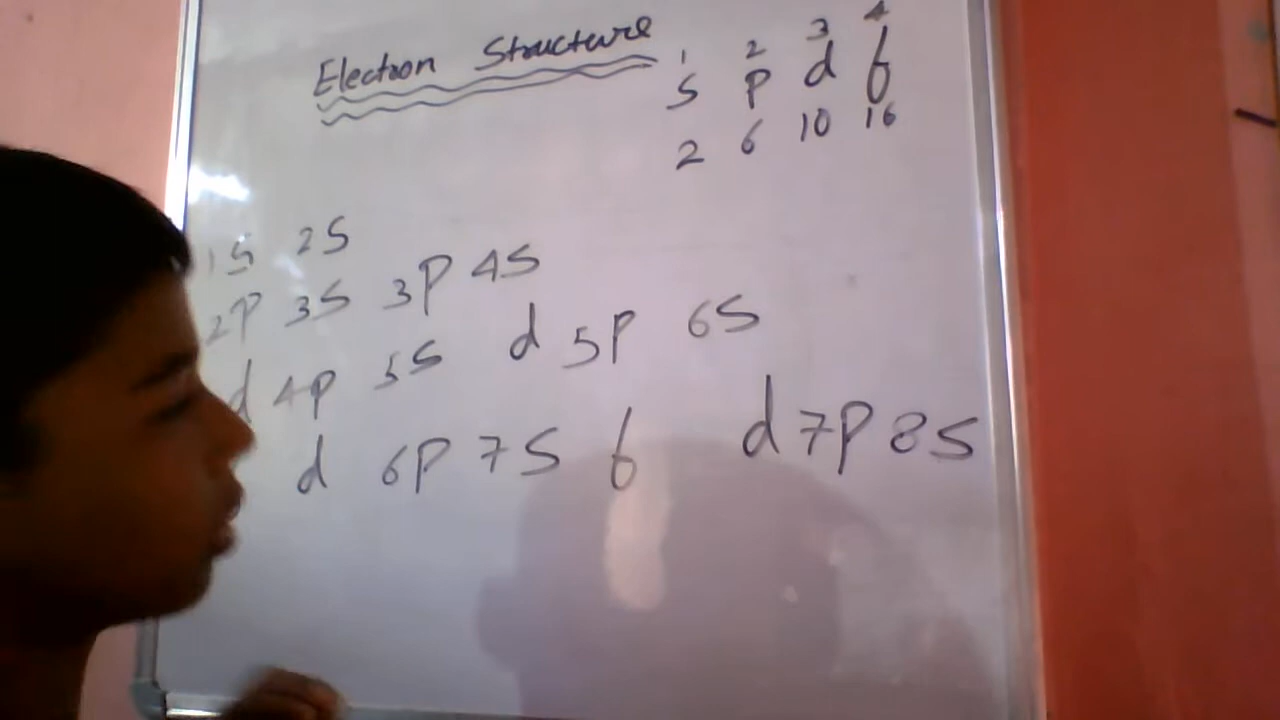 Electron Structure
1 2 3 4
S P d f
2 6 10 16
1S 2S
2P 3S 3P 4S
d 4P 5S d 5P 6S
d 6P 7S f d 7P 8S